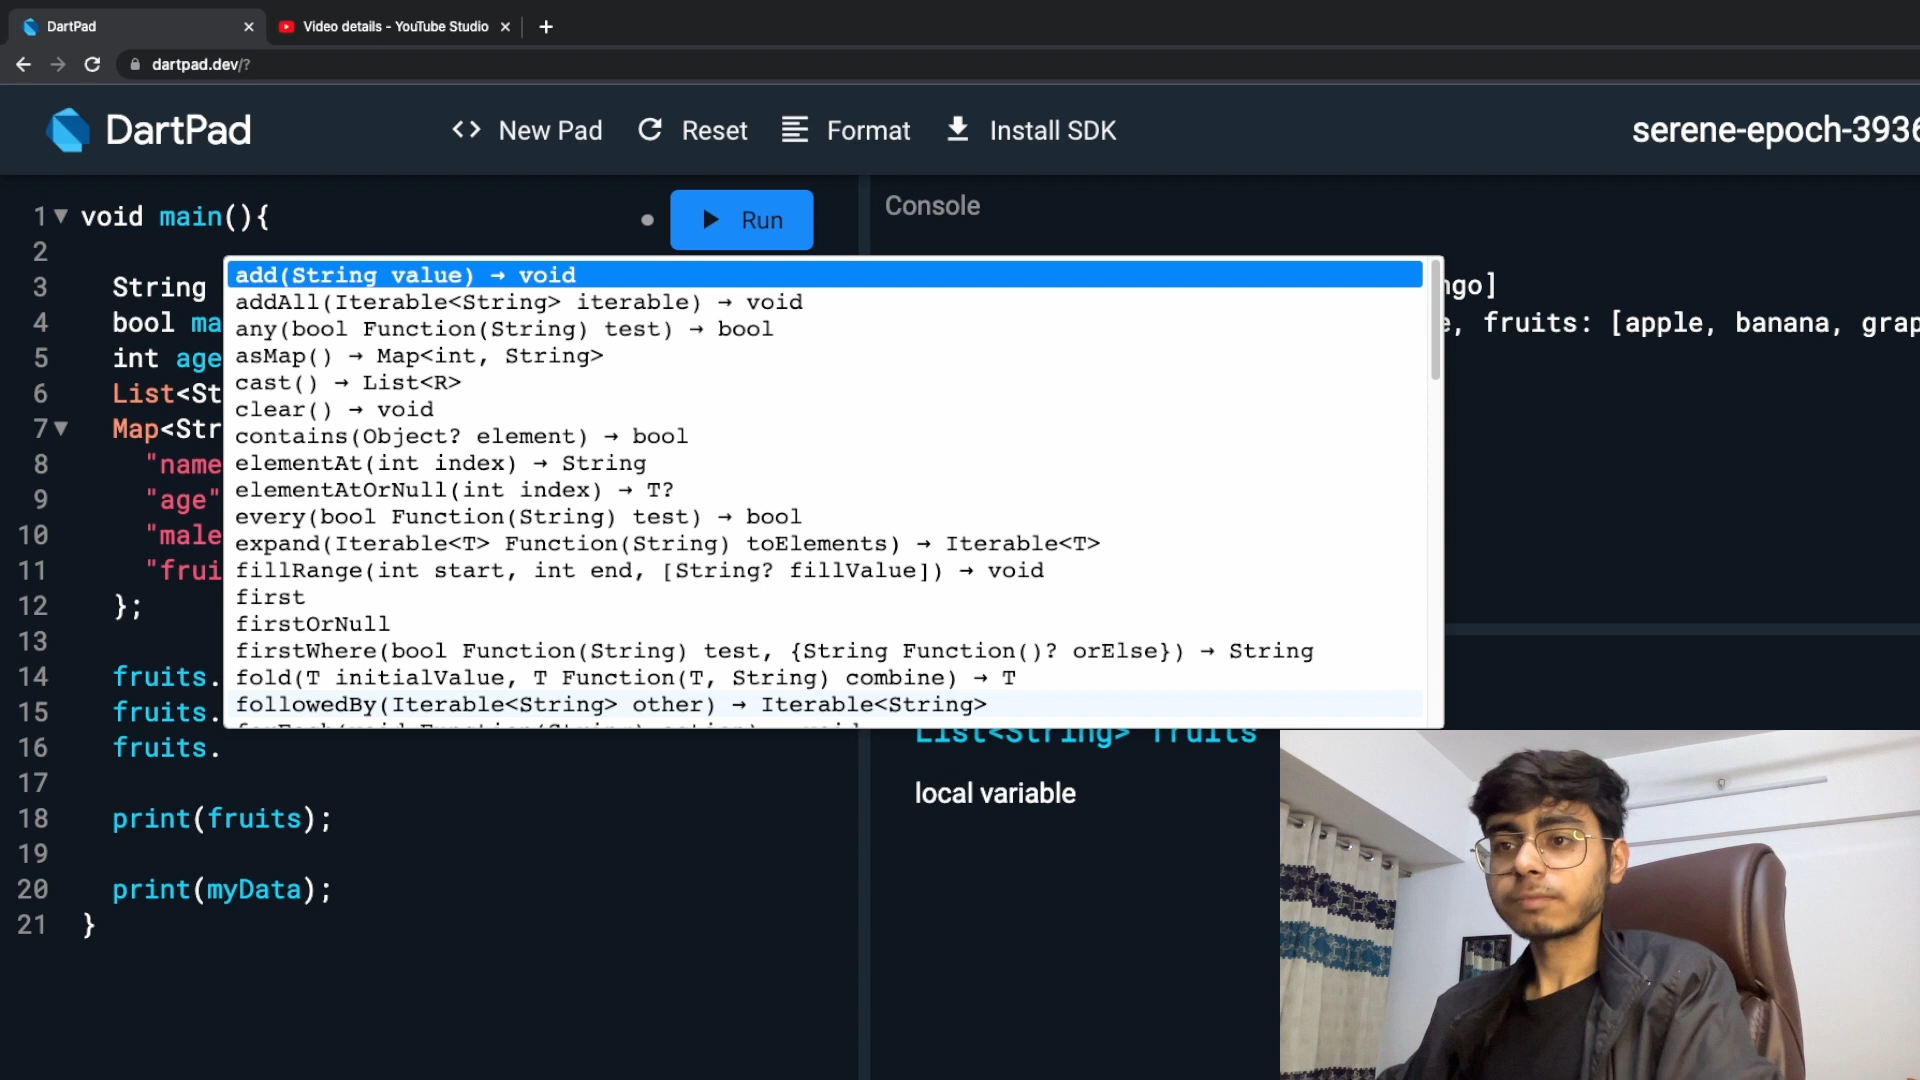 DartPad
Video details - YouTube Studio
dartpad.dev/?
DartPad
New Pad
Reset
Format
Install SDK
serene-epoch-3936
1 void main(){
Run
Console
2
3 String
4 bool ma
5 int age
6 List<St
7 Map<Str
8 "name
9 "age"
10 "male
11 "frui
12 };
13
14 fruits.
15 fruits.
16 fruits.
17
18 print(fruits);
19
20 print(myData);
21 }
add(String value) → void
addAll(Iterable<String> iterable) → void
any(bool Function(String) test) → bool
asMap() → Map<int, String>
cast() → List<R>
clear() → void
contains(Object? element) → bool
elementAt(int index) → String
elementAtOrNull(int index) → T?
every(bool Function(String) test) → bool
expand(Iterable<T> Function(String) toElements) → Iterable<T>
fillRange(int start, int end, [String? fillValue]) → void
first
firstOrNull
firstWhere(bool Function(String) test, {String Function()? orElse}) → String
fold(T initialValue, T Function(T, String) combine) → T
followedBy(Iterable<String> other) → Iterable<String>
ngo]
e, fruits: [apple, banana, grap
List<String> fruits
local variable